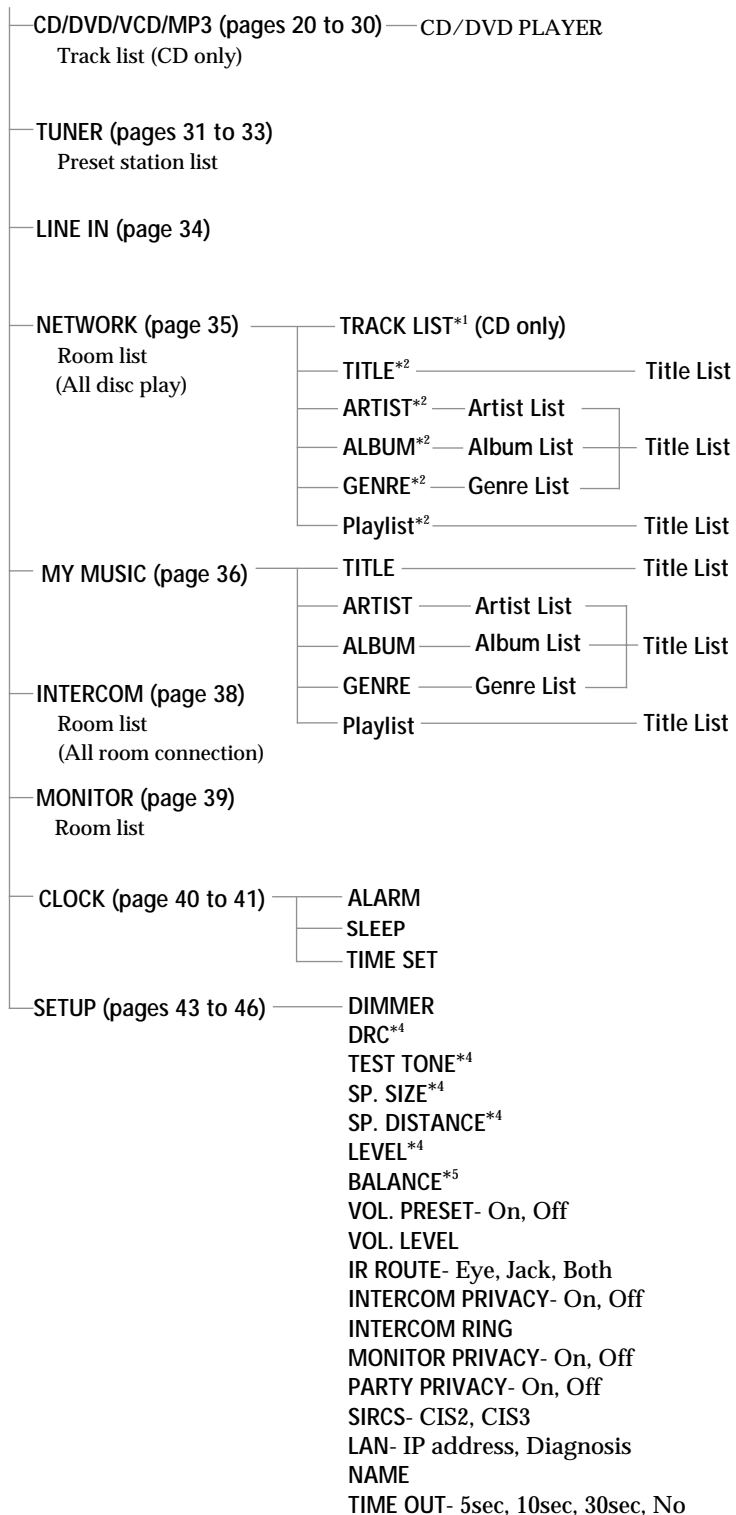 CD/DVD/VCD/MP3 (pages 20 to 30) CD/DVD PLAYER
Track list (CD only)
TUNER (pages 31 to 33)
Preset station list
LINE IN (page 34)
NETWORK (page 35) TRACK LIST*1 (CD only)
Room list
(All disc play)
TITLE*2 Title List
ARTIST*2 Artist List
ALBUM*2 Album List Title List
GENRE*2 Genre List
Playlist*2 Title List
MY MUSIC (page 36) TITLE Title List
ARTIST Artist List
ALBUM Album List Title List
GENRE Genre List
Playlist Title List
INTERCOM (page 38)
Room list
(All room connection)
MONITOR (page 39)
Room list
CLOCK (page 40 to 41) ALARM
SLEEP
TIME SET
SETUP (pages 43 to 46) DIMMER
DRC*4
TEST TONE*4
SP. SIZE*4
SP. DISTANCE*4
LEVEL*4
BALANCE*5
VOL. PRESET- On, Off
VOL. LEVEL
IR ROUTE- Eye, Jack, Both
INTERCOM PRIVACY- On, Off
INTERCOM RING
MONITOR PRIVACY- On, Off
PARTY PRIVACY- On, Off
SIRCS- CIS2, CIS3
LAN- IP address, Diagnosis
NAME
TIME OUT- 5sec, 10sec, 30sec, No